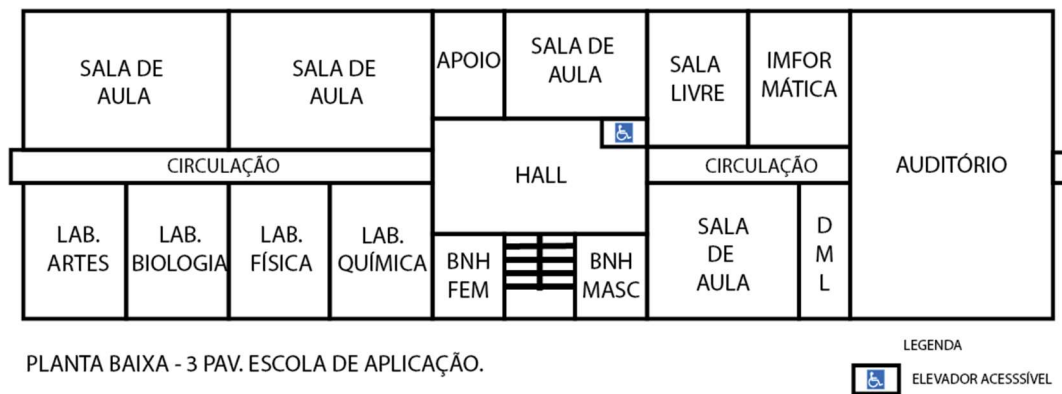 SALA DE
AULA
SALA DE
AULA
APOIO
SALA DE
AULA
SALA
LIVRE
IMFOR
MÁTICA
CIRCULAÇÃO
HALL
CIRCULAÇÃO
AUDITÓRIO
LAB.
ARTES
LAB.
BIOLOGIA
LAB.
FÍSICA
LAB.
QUÍMICA
BNH
FEM
BNH
MASC
SALA
DE
AULA
D
M
L
PLANTA BAIXA - 3 PAV. ESCOLA DE APLICAÇÃO.
LEGENDA
ELEVADOR ACESSSÍVEL